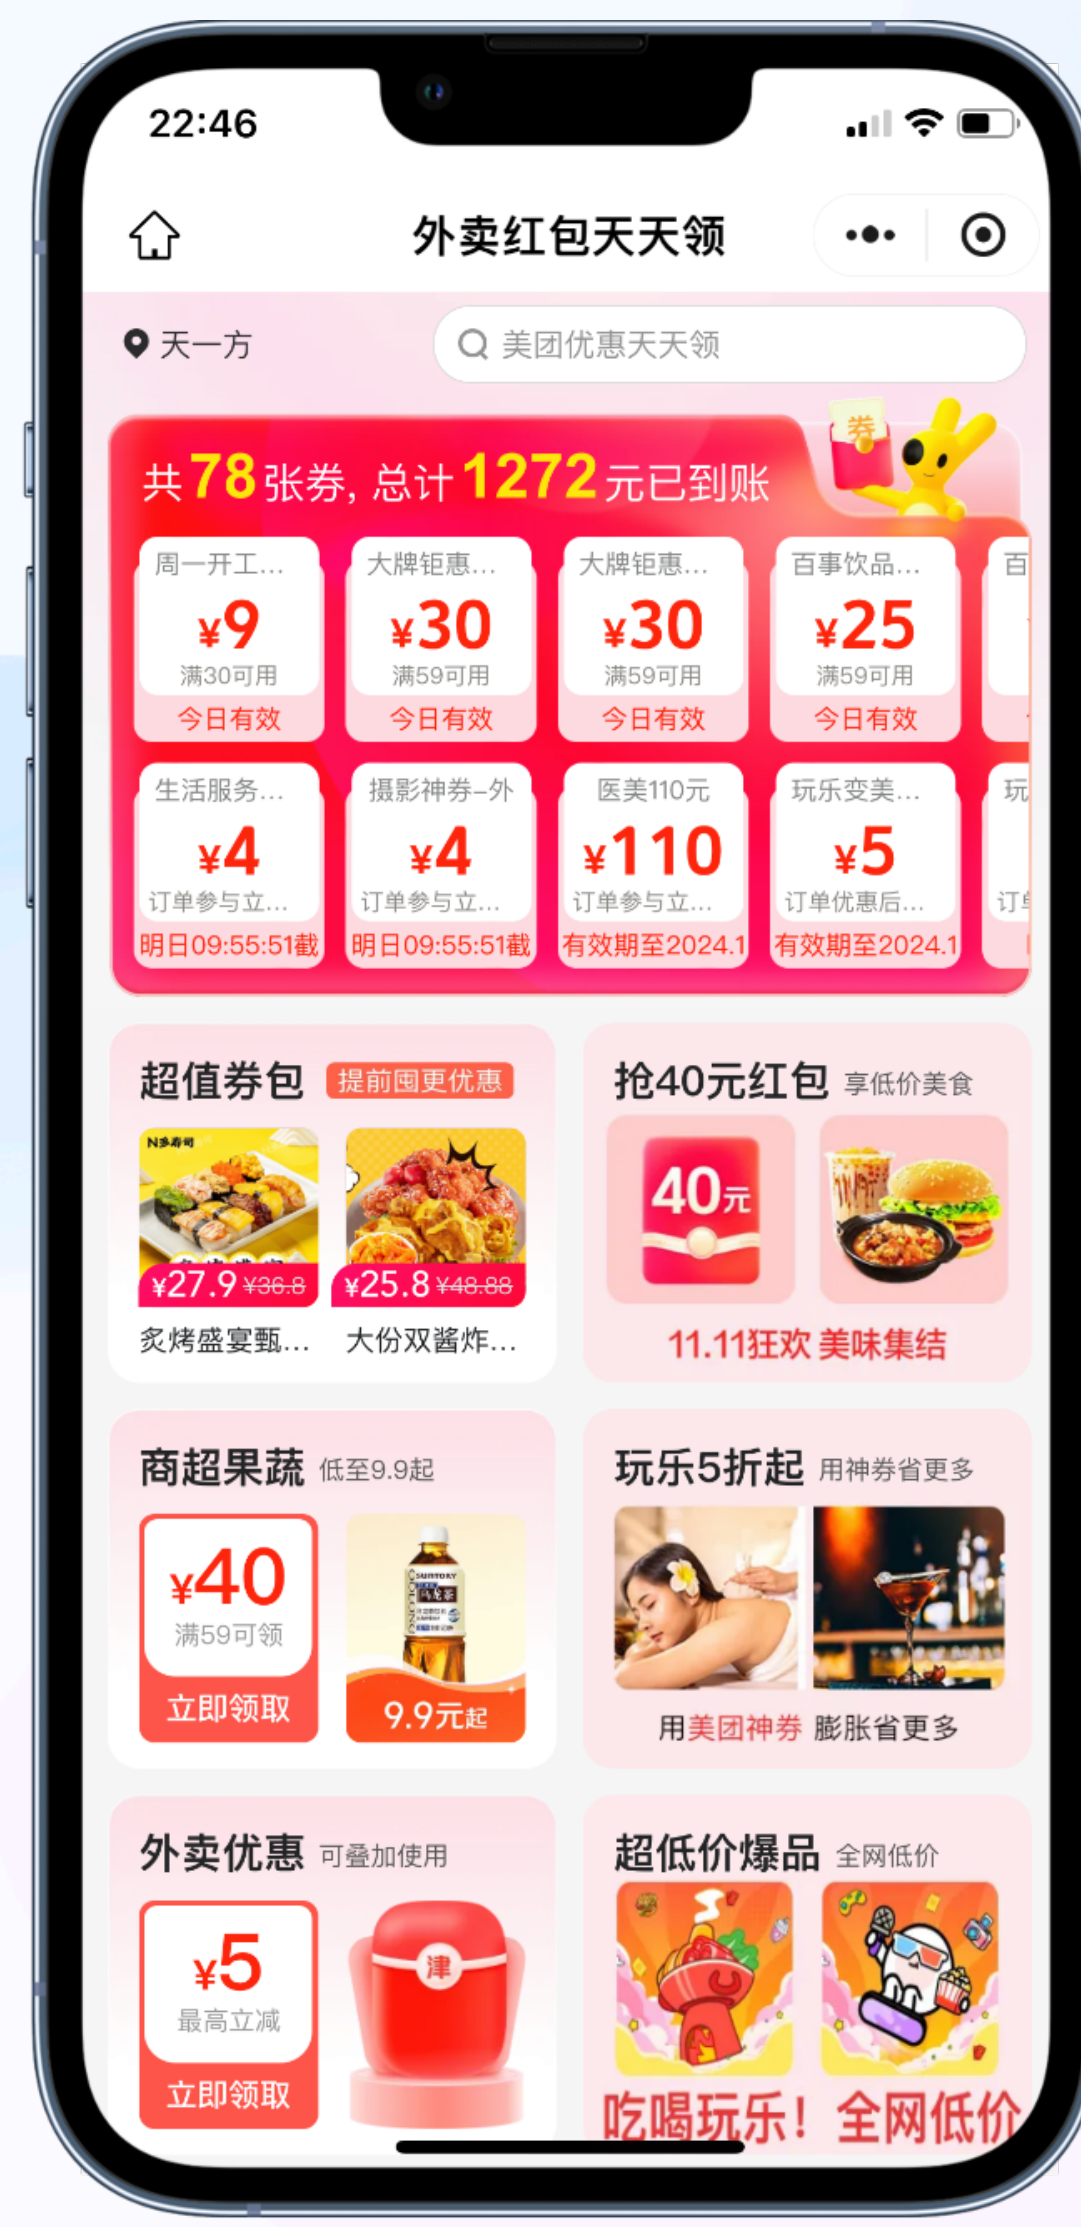 22:46
外卖红包天天领
天一方
美团优惠天天领
券
共78张券, 总计1272元已到账
周一开工...
¥9
满30可用
今日有效
大牌钜惠...
¥30
满59可用
今日有效
大牌钜惠...
¥30
满59可用
今日有效
百事饮品...
¥25
满59可用
今日有效
百
生活服务...
¥4
订单参与立...
明日09:55:51截
摄影神券-外
¥4
订单参与立...
明日09:55:51截
医美110元
¥110
订单参与立...
有效期至2024.1
玩乐变美...
¥5
订单优惠后...
有效期至2024.1
玩
订单
超值券包 提前囤更优惠
N多寿司
¥27.9 ¥36.8
炙烤盛宴甄...
¥25.8 ¥48.88
大份双酱炸...
抢40元红包 享低价美食
40元
11.11狂欢 美味集结
商超果蔬 低至9.9起
¥40
满59可领
立即领取
SUNTORY
9.9元起
玩乐5折起 用神券省更多
用美团神券 膨胀省更多
外卖优惠 可叠加使用
¥5
最高立减
立即领取
津
超低价爆品 全网低价
吃喝玩乐！ 全网低价